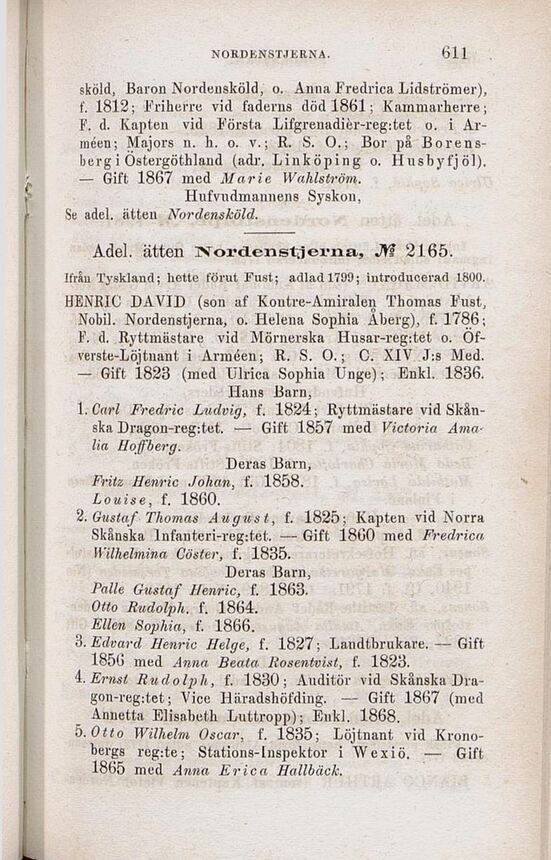 NORDENSTJERNA. 611
sköld, Baron Nordensköld, o. Anna Fredrica Lidströmer),
f. 1812; Friherre vid faderns död 1861; Kammarherre;
F. d. Kapten vid Första Lifgrenadièr-reg:tet o. i Ar-
méen; Majors n. h. o. v.; R. S. O.; Bor på Borens-
berg i Östergöthland (adr. Linköping o. Husbyfjöl).
— Gift 1867 med Marie Wahlström.
Hufvudmannens Syskon,
Se adel. ätten Nordensköld.
Adel. ätten Nordenstjerna, № 2165.
Ifrån Tyskland; hette förut Fust; adlad 1799; introducerad 1800.
HENRIC DAVID (son af Kontre-Amiralen Thomas Fust,
Nobil. Nordenstjerna, o. Helena Sophia Åberg), f. 1786;
F. d. Ryttmästare vid Mörnerska Husar-reg:tet o. Öf-
verste-Löjtnant i Arméen; R. S. O.; C. XIV J:s Med.
— Gift 1823 (med Ulrica Sophia Unge); Enkl. 1836.
Hans Barn,
1. Carl Fredric Ludvig, f. 1824; Ryttmästare vid Skån-
ska Dragon-reg:tet. — Gift 1857 med Victoria Ama-
lia Hoffberg.
Deras Barn,
Fritz Henric Johan, f. 1858.
Louise, f. 1860.
2. Gustaf Thomas August, f. 1825; Kapten vid Norra
Skånska Infanteri-reg:tet. — Gift 1860 med Fredrica
Wilhelmina Cöster, f. 1835.
Deras Barn,
Palle Gustaf Henric, f. 1863.
Otto Rudolph, f. 1864.
Ellen Sophia, f. 1866.
3. Edvard Henric Helge, f. 1827; Landtbrukare. — Gift
1856 med Anna Beata Rosentvist, f. 1823.
4. Ernst Rudolph, f. 1830; Auditör vid Skånska Dra-
gon-reg:tet; Vice Häradshöfding. — Gift 1867 (med
Annetta Elisabeth Luttropp); Enkl. 1868.
5. Otto Wilhelm Oscar, f. 1835; Löjtnant vid Krono-
bergs reg:te; Stations-Inspektor i Wexiö. — Gift
1865 med Anna Erica Hallbäck.